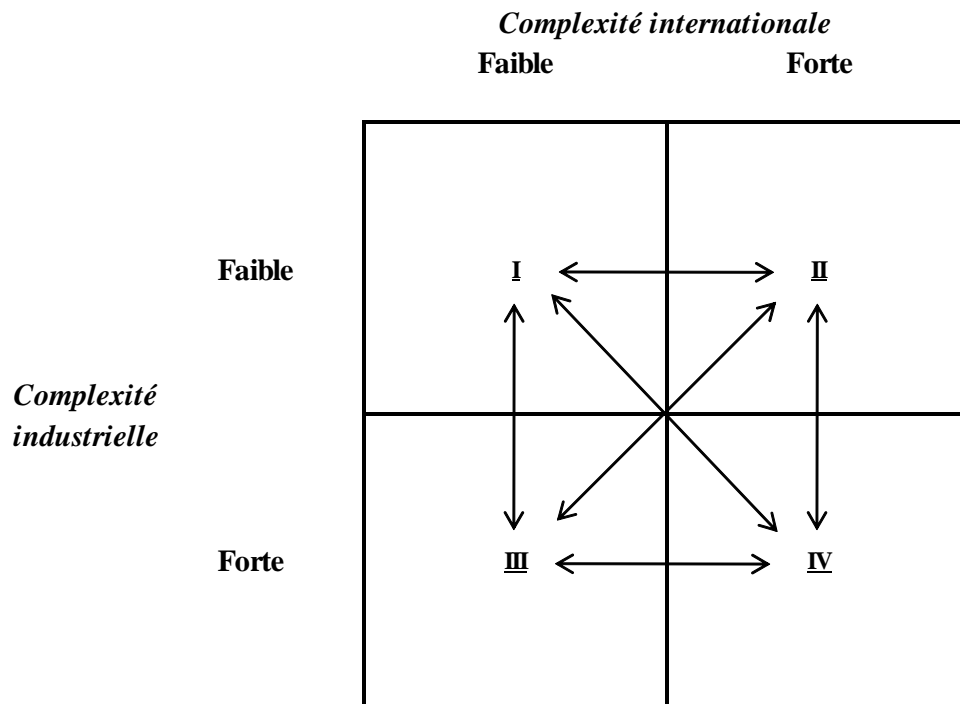 Complexité internationale
Faible Forte
Faible I II
Complexité
industrielle
Forte III IV